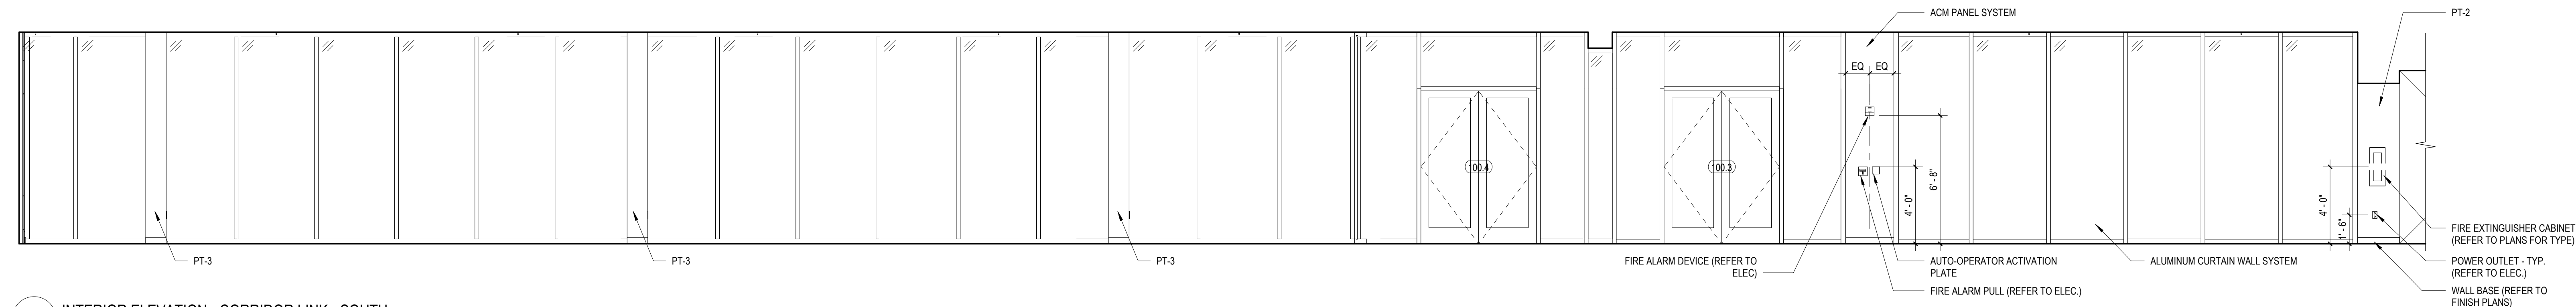 ACM PANEL SYSTEM
PT-2
EQ EQ
100.4
100.3
6' - 8"
4' - 0"
4' - 0"
1' - 6"
FIRE EXTINGUISHER CABINET
(REFER TO PLANS FOR TYPE)
PT-3
PT-3
PT-3
FIRE ALARM DEVICE (REFER TO
ELEC)
AUTO-OPERATOR ACTIVATION
PLATE
ALUMINUM CURTAIN WALL SYSTEM
POWER OUTLET - TYP.
(REFER TO ELEC.)
FIRE ALARM PULL (REFER TO ELEC.)
WALL BASE (REFER TO
FINISH PLANS)
INTERIOR ELEVATION - CORRIDOR LINK - SOUTH